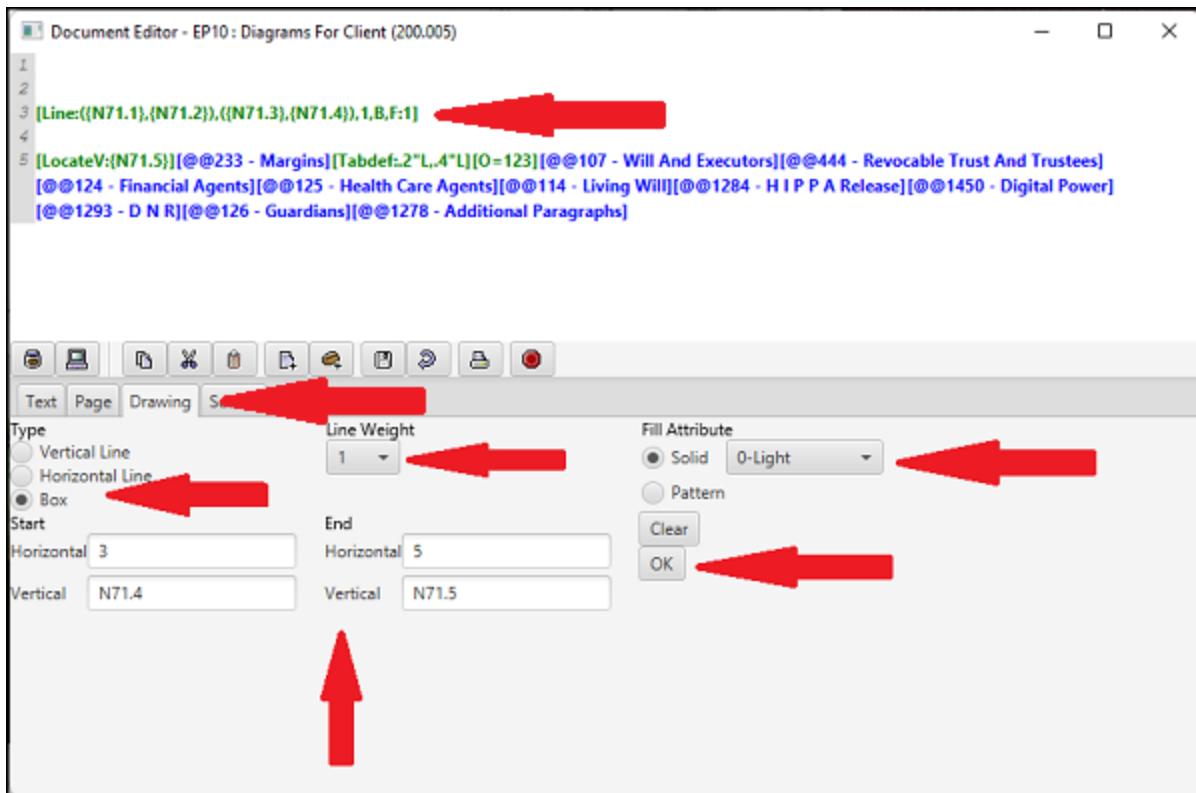 Document Editor - EP10 : Diagrams For Client (200.005)
1
2
3 [Line:({N71.1},{N71.2}),({N71.3},{N71.4}),1,B,F:1]
4
5 [LocateV:{N71.5}][@@233 - Margins][Tabdef:.2"L,.4"L][O=123][@@107 - Will And Executors][@@444 - Revocable Trust And Trustees]
[@@124 - Financial Agents][@@125 - Health Care Agents][@@114 - Living Will][@@1284 - H I P P A Release][@@1450 - Digital Power]
[@@1293 - D N R][@@126 - Guardians][@@1278 - Additional Paragraphs]
Text Page Drawing
Type Line Weight Fill Attribute
Vertical Line 1 Solid 0-Light
Horizontal Line
Box Pattern
Start End Clear
Horizontal 3 Horizontal 5 OK
Vertical N71.4 Vertical N71.5